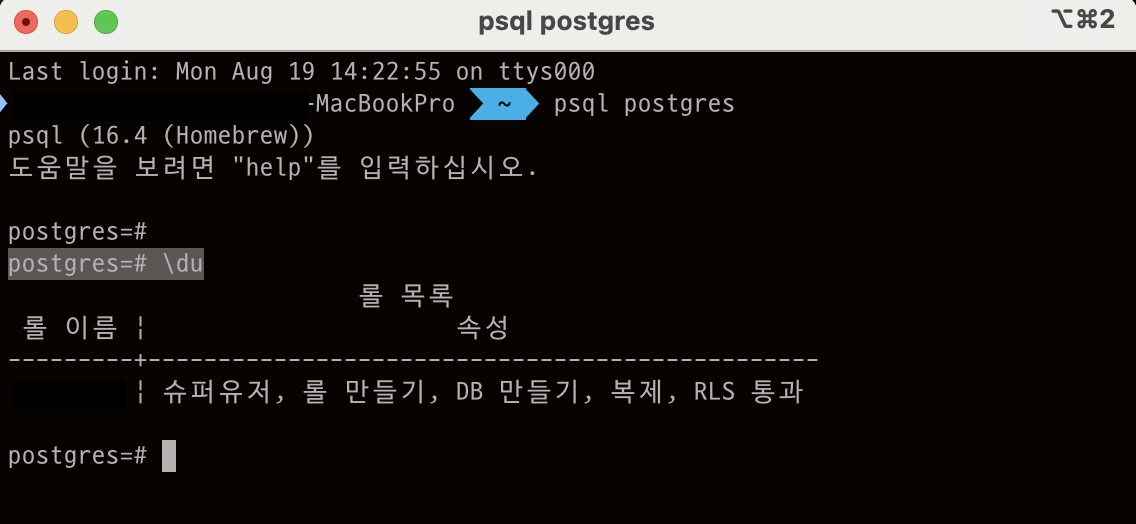 psql postgres
⌥⌘2
Last login: Mon Aug 19 14:22:55 on ttys000
-MacBookPro ~ psql postgres
psql (16.4 (Homebrew))
도움말을 보려면 "help"를 입력하십시오.
postgres=#
postgres=# \du
롤 목록
롤 이름 | 속성
---------+------------------------------------------------
| 슈퍼유저, 롤 만들기, DB 만들기, 복제, RLS 통과
postgres=#